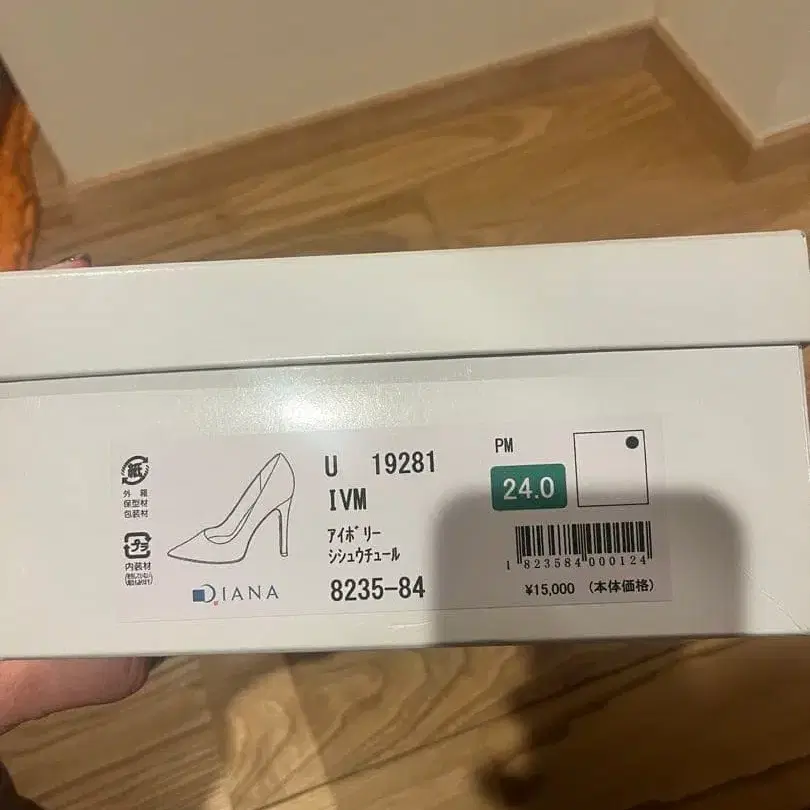 紙
外 箱
保型材
包装材
プラ
内装材
DIANA
U 19281
IVM
アイボリー
シシュウチュール
8235-84
PM
24.0
1 823584 000124
¥15,000 (本体価格)